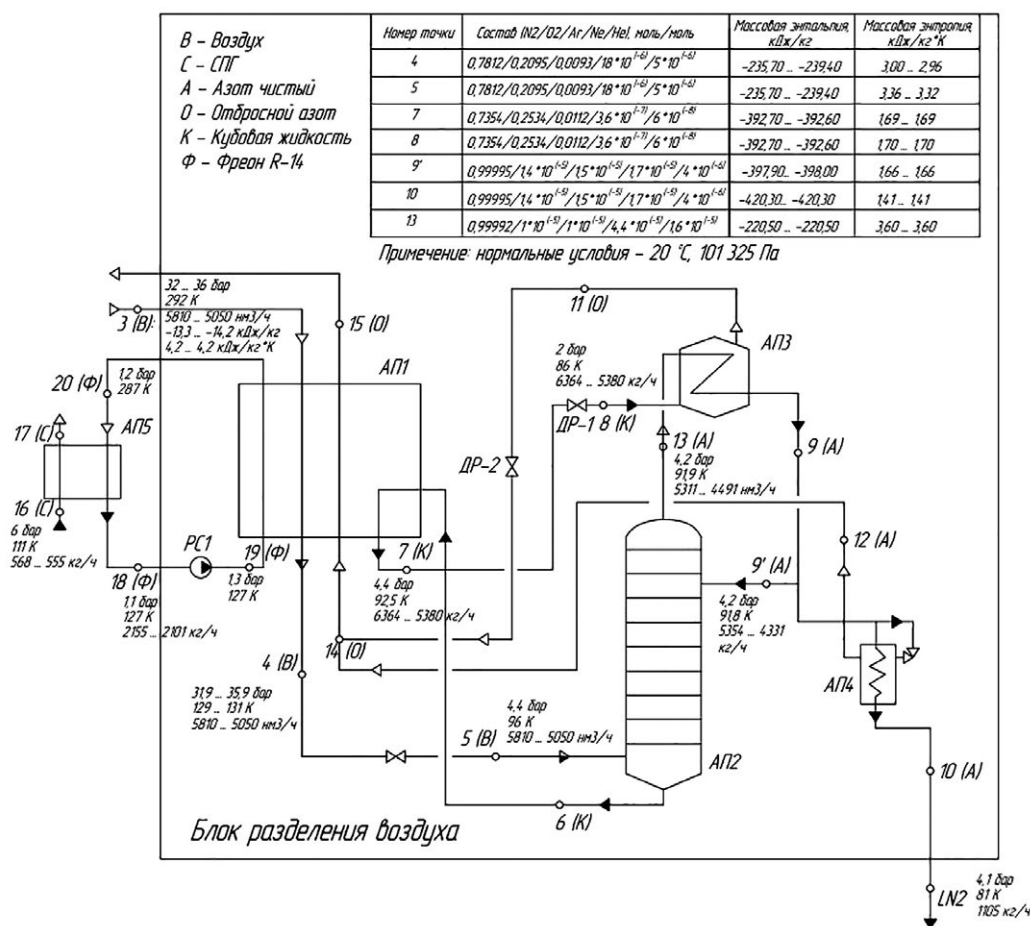 В – Воздух
С – СПГ
А – Азот чистый
О – Отбросной азот
К – Кубовая жидкость
Ф – Фреон R-14
Номер точки Состав (N2/O2/Ar/Ne/He), моль/моль Массовая энтальпия, кДж/кг Массовая энтропия, кДж/кг*К
4 0,7812/0,2095/0,0093/18*10^(-6)/5*10^(-6) -235,70 ... -239,40 3,00 ... 2,96
5 0,7812/0,2095/0,0093/18*10^(-6)/5*10^(-6) -235,70 ... -239,40 3,36 ... 3,32
7 0,7354/0,2534/0,0112/3,6*10^(-7)/6*10^(-8) -392,70 ... -392,60 1,69 ... 1,69
8 0,7354/0,2534/0,0112/3,6*10^(-7)/6*10^(-8) -392,70 ... -392,60 1,70 ... 1,70
9' 0,99995/1,4*10^(-5)/1,5*10^(-5)/1,7*10^(-5)/4*10^(-6) -397,90 ... -398,00 1,66 ... 1,66
10 0,99995/1,4*10^(-5)/1,5*10^(-5)/1,7*10^(-5)/4*10^(-6) -420,30 ... -420,30 1,41 ... 1,41
13 0,99992/1*10^(-5)/1*10^(-5)/4,4*10^(-5)/1,6*10^(-5) -220,50 ... -220,50 3,60 ... 3,60
Примечание: нормальные условия – 20 °C, 101 325 Па
32 ... 36 бар
292 К
3 (В): 5810 ... 5050 нм3/ч
-13,3 ... -14,2 кДж/кг
4,2 ... 4,2 кДж/кг*К
15 (О)
11 (О)
АП3
2 бар
86 К
6364 ... 5380 кг/ч
АП1
20 (Ф)
1,2 бар
287 К
17 (С)
АП5
ДР-1
8 (К)
13 (А)
4,2 бар
91,9 К
5311 ... 4491 нм3/ч
9 (А)
ДР-2
16 (С)
6 бар
111 К
568 ... 555 кг/ч
РС1
19 (Ф)
1,3 бар
127 К
18 (Ф)
1,1 бар
127 К
2155 ... 2101 кг/ч
7 (К)
4,4 бар
92,5 К
6364 ... 5380 кг/ч
12 (А)
9' (А)
4,2 бар
91,8 К
5354 ... 4331
кг/ч
14 (О)
4 (В)
31,9 ... 35,9 бар
129 ... 131 К
5810 ... 5050 нм3/ч
АП4
4,4 бар
96 К
5 (В)
5810 ... 5050 нм3/ч
АП2
10 (А)
6 (К)
Блок разделения воздуха
LN2
4,1 бар
81 К
1105 кг/ч